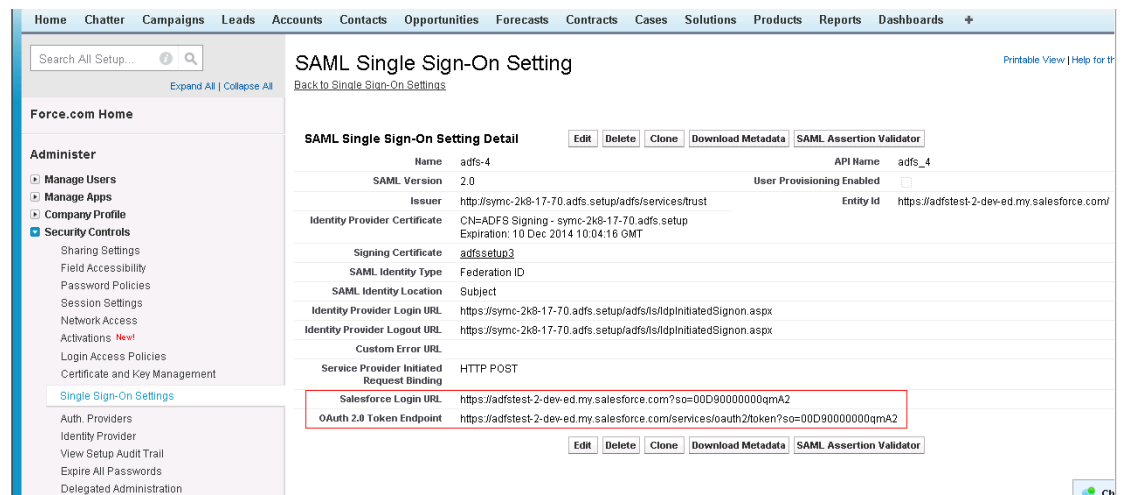 Home Chatter Campaigns Leads Accounts Contacts Opportunities Forecasts Contracts Cases Solutions Products Reports Dashboards +
Search All Setup...
Expand All | Collapse All
Force.com Home
Administer
Manage Users
Manage Apps
Company Profile
Security Controls
Sharing Settings
Field Accessibility
Password Policies
Session Settings
Network Access
Activations New!
Login Access Policies
Certificate and Key Management
Single Sign-On Settings
Auth. Providers
Identity Provider
View Setup Audit Trail
Expire All Passwords
Delegated Administration
SAML Single Sign-On Setting
Back to Single Sign-On Settings
Printable View | Help for th
SAML Single Sign-On Setting Detail Edit Delete Clone Download Metadata SAML Assertion Validator
Name adfs-4 API Name adfs_4
SAML Version 2.0 User Provisioning Enabled
Issuer http://symc-2k8-17-70.adfs.setup/adfs/services/trust Entity Id https://adfstest-2-dev-ed.my.salesforce.com/
Identity Provider Certificate CN=ADFS Signing - symc-2k8-17-70.adfs.setup
Expiration: 10 Dec 2014 10:04:16 GMT
Signing Certificate adfssetup3
SAML Identity Type Federation ID
SAML Identity Location Subject
Identity Provider Login URL https://symc-2k8-17-70.adfs.setup/adfs/ls/IdpInitiatedSignon.aspx
Identity Provider Logout URL https://symc-2k8-17-70.adfs.setup/adfs/ls/IdpInitiatedSignon.aspx
Custom Error URL
Service Provider Initiated
Request Binding HTTP POST
Salesforce Login URL https://adfstest-2-dev-ed.my.salesforce.com?so=00D90000000qmA2
OAuth 2.0 Token Endpoint https://adfstest-2-dev-ed.my.salesforce.com/services/oauth2/token?so=00D90000000qmA2
Edit Delete Clone Download Metadata SAML Assertion Validator
Ch